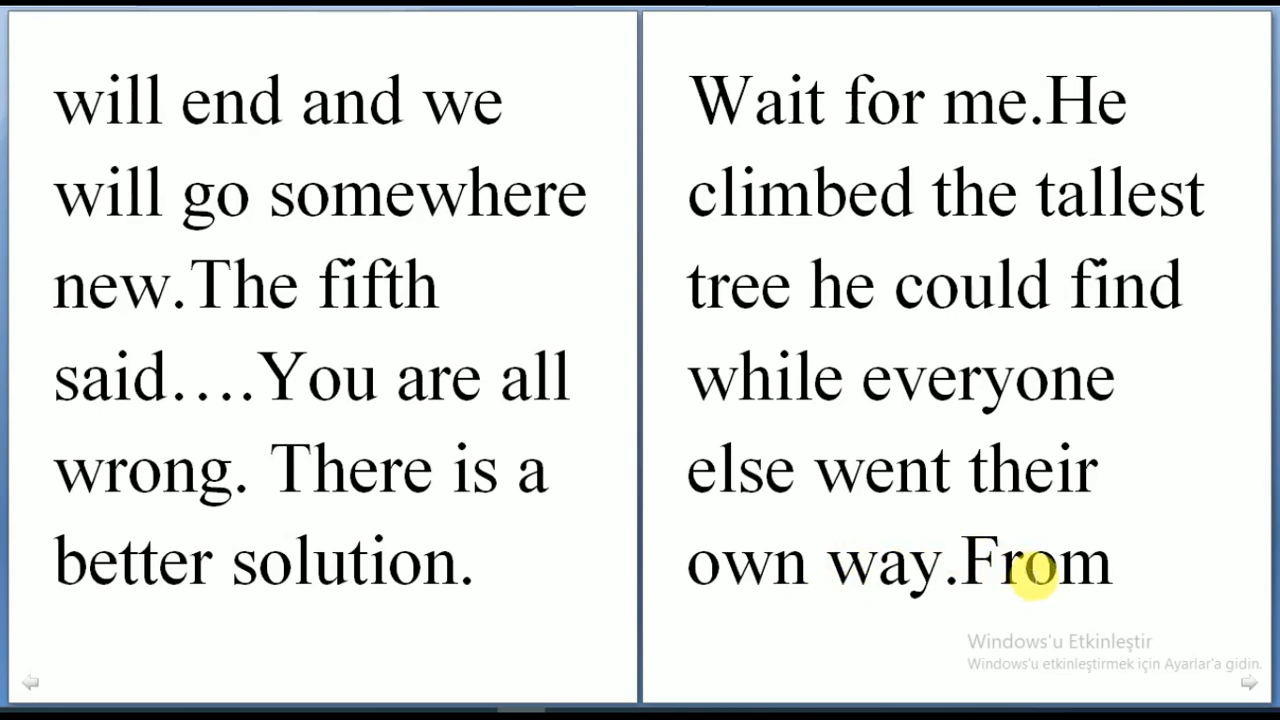 will end and we
will go somewhere
new.The fifth
said….You are all
wrong. There is a
better solution.
Wait for me.He
climbed the tallest
tree he could find
while everyone
else went their
own way.From
Windows'u Etkinleştir
Windows'u etkinleştirmek için Ayarlar'a gidin.